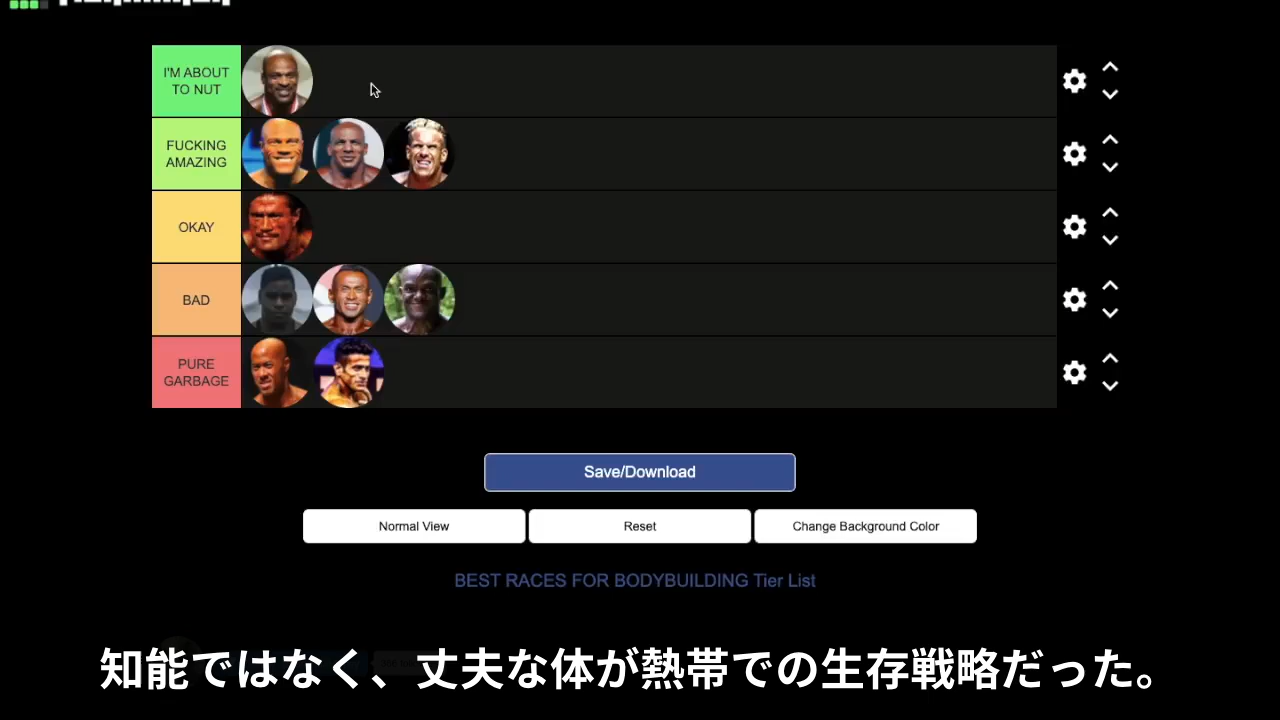 I'M ABOUT
TO NUT
FUCKING
AMAZING
OKAY
BAD
PURE
GARBAGE
Save/Download
Normal View
Reset
Change Background Color
BEST RACES FOR BODYBUILDING Tier List
知能ではなく、丈夫な体が熱帯での生存戦略だった。